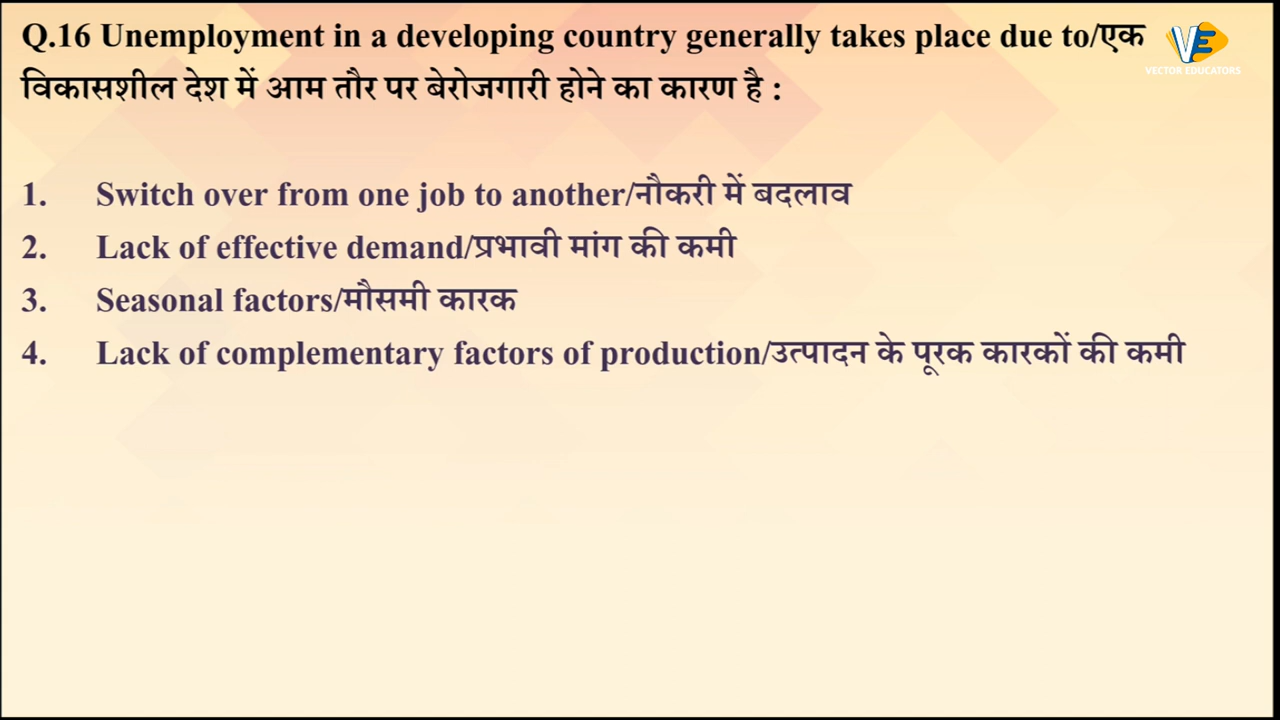 Q.16 Unemployment in a developing country generally takes place due to/एक
विकासशील देश में आम तौर पर बेरोजगारी होने का कारण है :
VE
VECTOR EDUCATORS
1. Switch over from one job to another/नौकरी में बदलाव
2. Lack of effective demand/प्रभावी मांग की कमी
3. Seasonal factors/मौसमी कारक
4. Lack of complementary factors of production/उत्पादन के पूरक कारकों की कमी